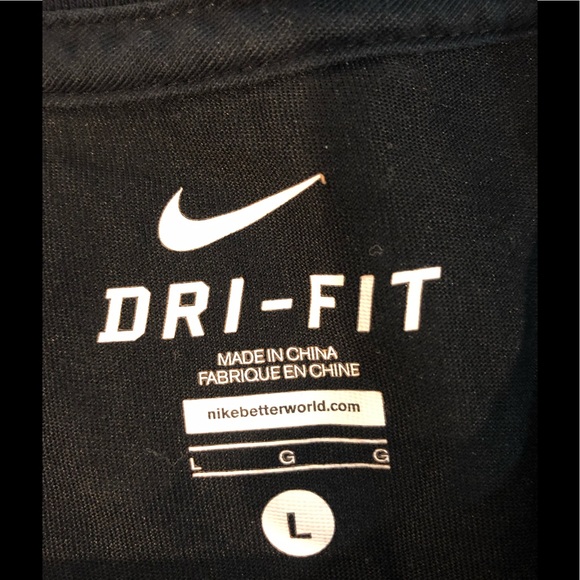 DRI-FIT
MADE IN CHINA
FABRIQUE EN CHINE
nikebetterworld.com
L G G
L